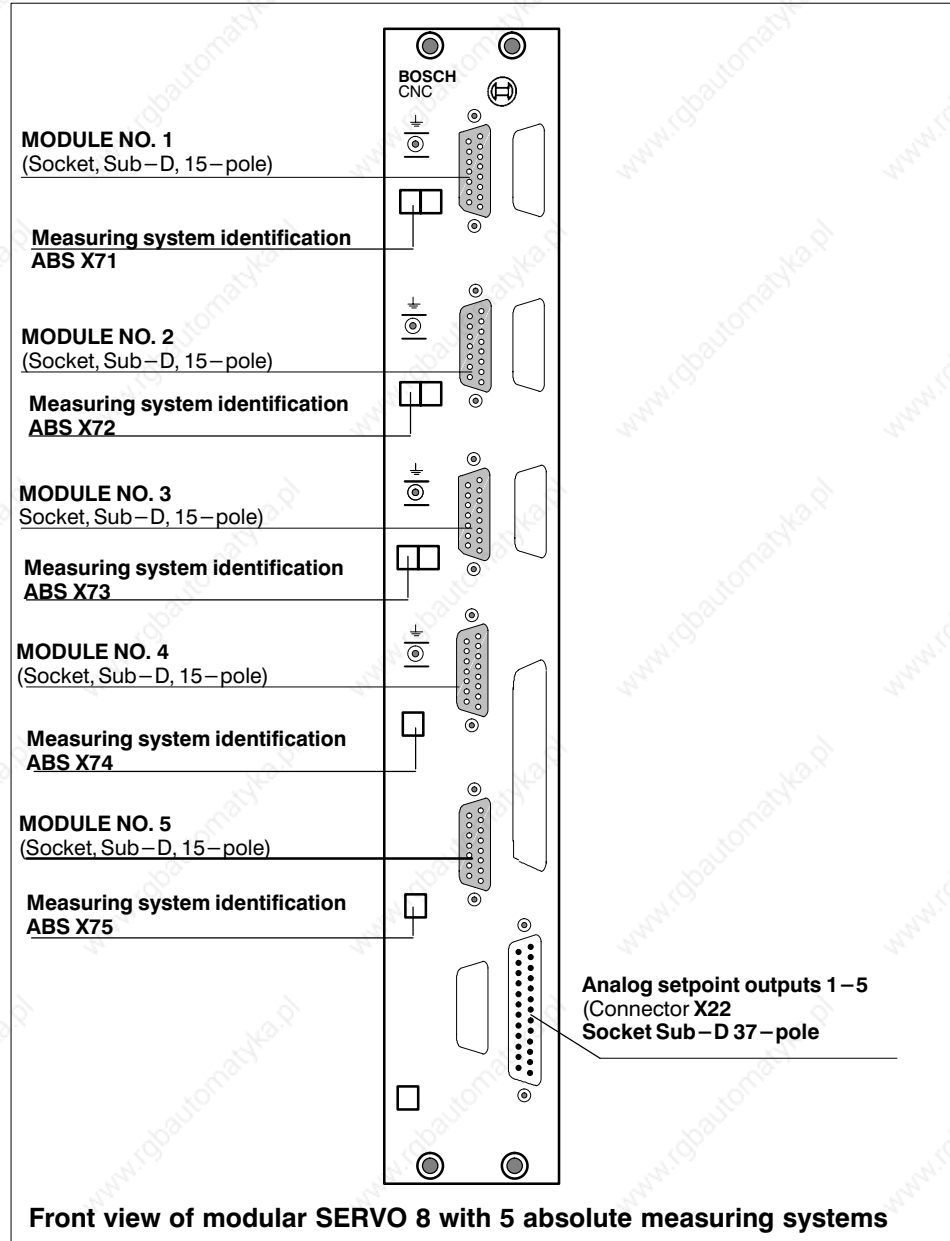 BOSCH
CNC
MODULE NO. 1
(Socket, Sub–D, 15–pole)
Measuring system identification
ABS X71
MODULE NO. 2
(Socket, Sub–D, 15–pole)
Measuring system identification
ABS X72
MODULE NO. 3
Socket, Sub–D, 15–pole)
Measuring system identification
ABS X73
MODULE NO. 4
(Socket, Sub–D, 15–pole)
Measuring system identification
ABS X74
MODULE NO. 5
(Socket, Sub–D, 15–pole)
Measuring system identification
ABS X75
Analog setpoint outputs 1–5
(Connector X22
Socket Sub–D 37–pole
Front view of modular SERVO 8 with 5 absolute measuring systems
www.rgbautomatyka.pl